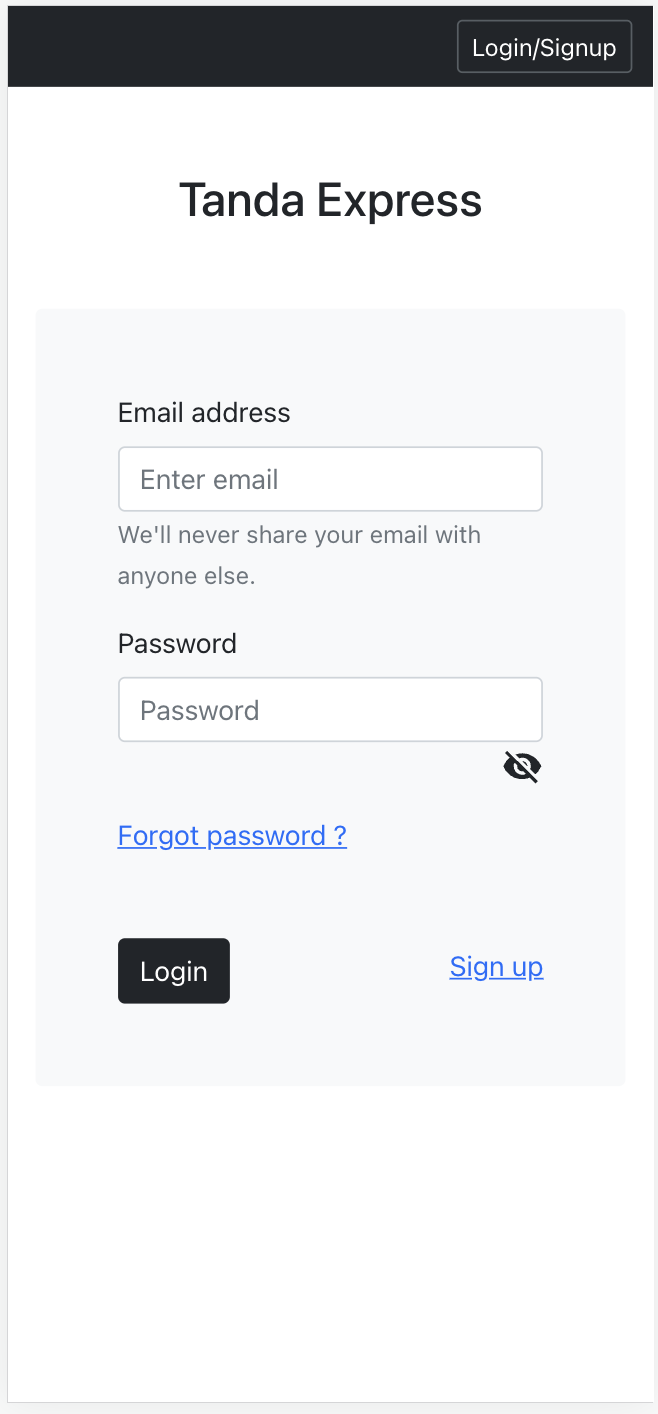 Login/Signup
Tanda Express
Email address
Enter email
We'll never share your email with
anyone else.
Password
Password
Forgot password ?
Login
Sign up